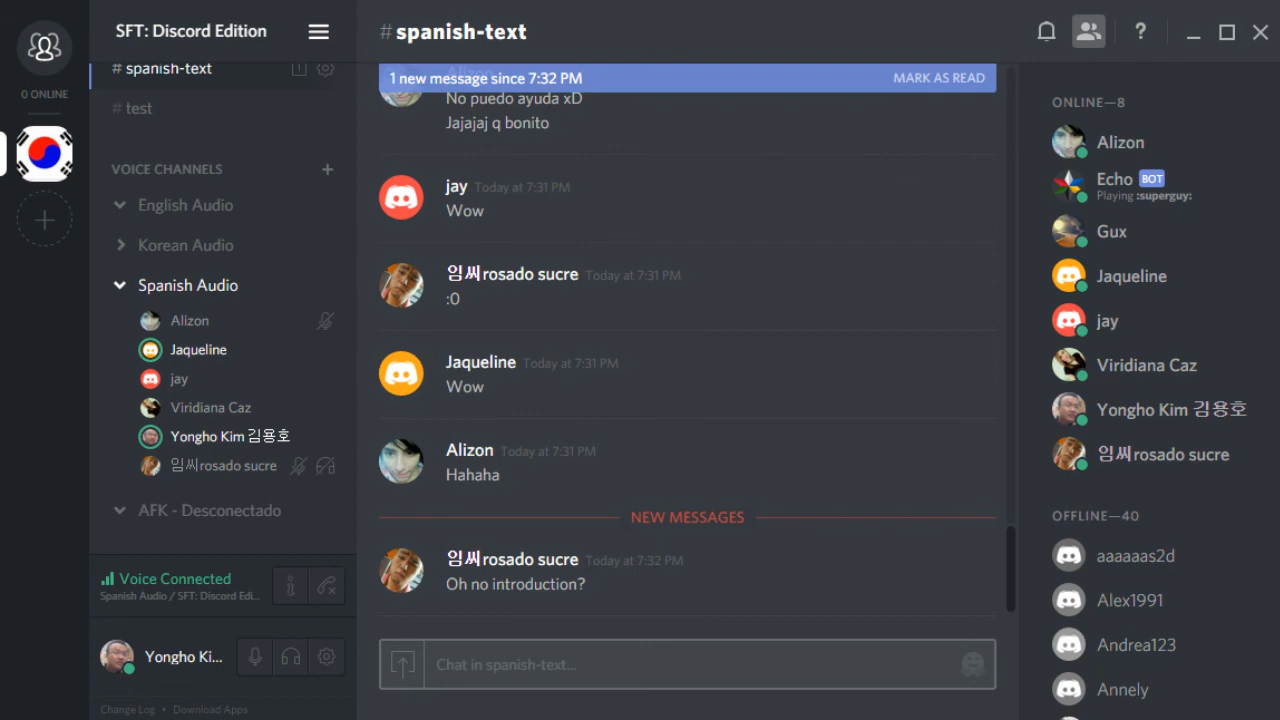 SFT: Discord Edition
0 ONLINE
# spanish-text
# test
VOICE CHANNELS
English Audio
Korean Audio
Spanish Audio
Alizon
Jaqueline
jay
Viridiana Caz
Yongho Kim 김용호
임씨rosado sucre
AFK - Desconectado
Voice Connected
Spanish Audio / SFT: Discord Edi...
Yongho Ki...
Change Log • Download Apps
# spanish-text
1 new message since 7:32 PM MARK AS READ
No puedo ayuda xD
Jajajaj q bonito
jay Today at 7:31 PM
Wow
임씨rosado sucre Today at 7:31 PM
:0
Jaqueline Today at 7:31 PM
Wow
Alizon Today at 7:31 PM
Hahaha
NEW MESSAGES
임씨rosado sucre Today at 7:32 PM
Oh no introduction?
Chat in spanish-text...
ONLINE—8
Alizon
Echo BOT
Playing :superguy:
Gux
Jaqueline
jay
Viridiana Caz
Yongho Kim 김용호
임씨rosado sucre
OFFLINE—40
aaaaaas2d
Alex1991
Andrea123
Annely